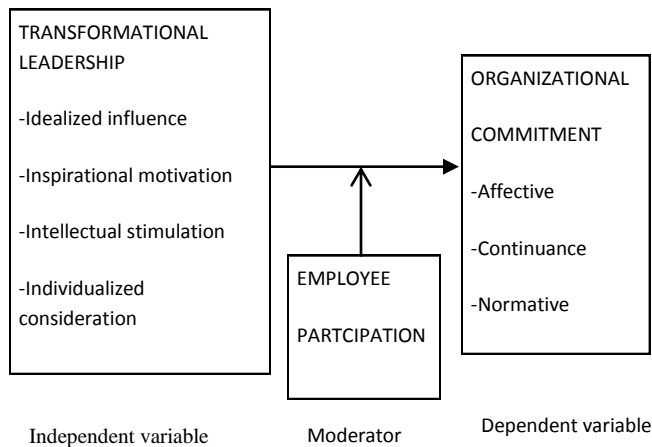 TRANSFORMATIONAL
LEADERSHIP
-Idealized influence
-Inspirational motivation
-Intellectual stimulation
-Individualized
consideration
EMPLOYEE
PARTCIPATION
ORGANIZATIONAL
COMMITMENT
-Affective
-Continuance
-Normative
Independent variable
Moderator
Dependent variable